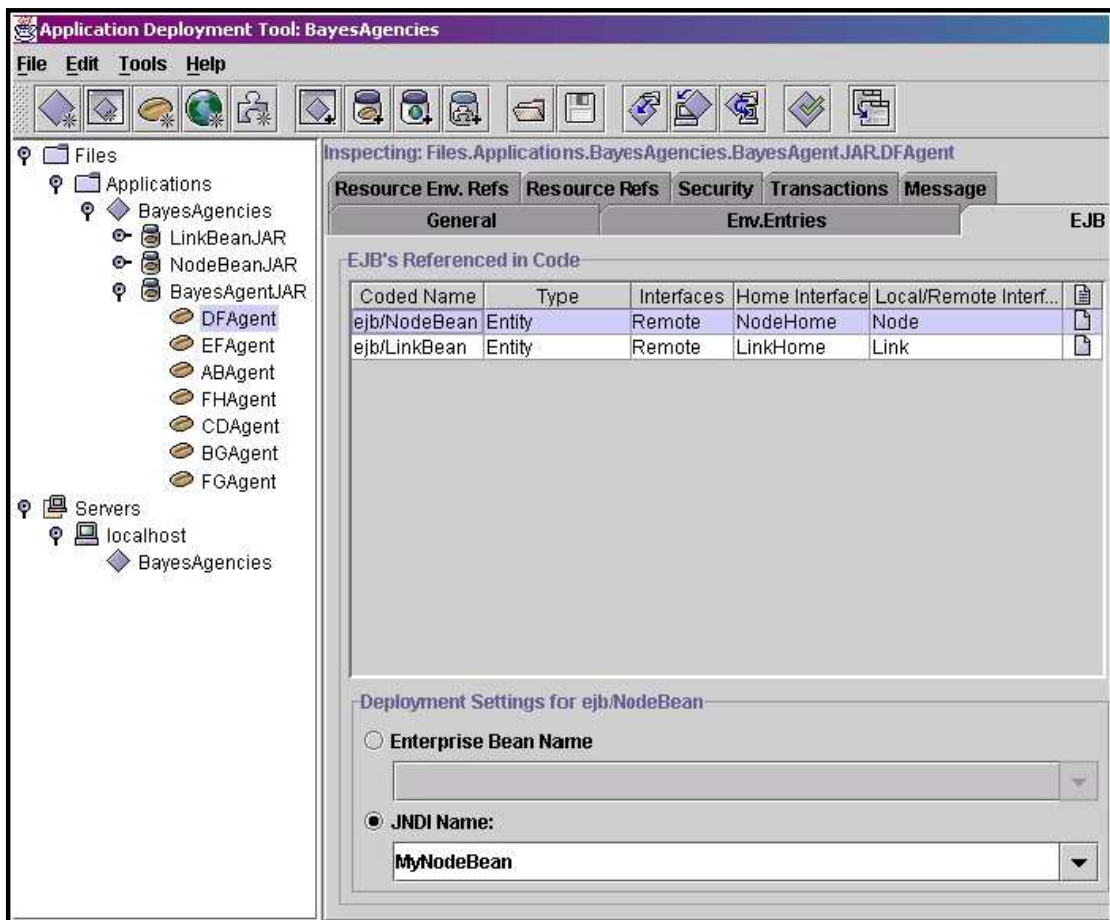 Application Deployment Tool: BayesAgencies
File Edit Tools Help
Files
Applications
BayesAgencies
LinkBeanJAR
NodeBeanJAR
BayesAgentJAR
DFAgent
EFAgent
ABAgent
FHAgent
CDAgent
BGAgent
FGAgent
Servers
localhost
BayesAgencies
Inspecting: Files.Applications.BayesAgencies.BayesAgentJAR.DFAgent
Resource Env. Refs Resource Refs Security Transactions Message
General Env.Entries EJB
EJB's Referenced in Code
Coded Name Type Interfaces Home Interface Local/Remote Interf...
ejb/NodeBean Entity Remote NodeHome Node
ejb/LinkBean Entity Remote LinkHome Link
Deployment Settings for ejb/NodeBean
Enterprise Bean Name
JNDI Name:
MyNodeBean